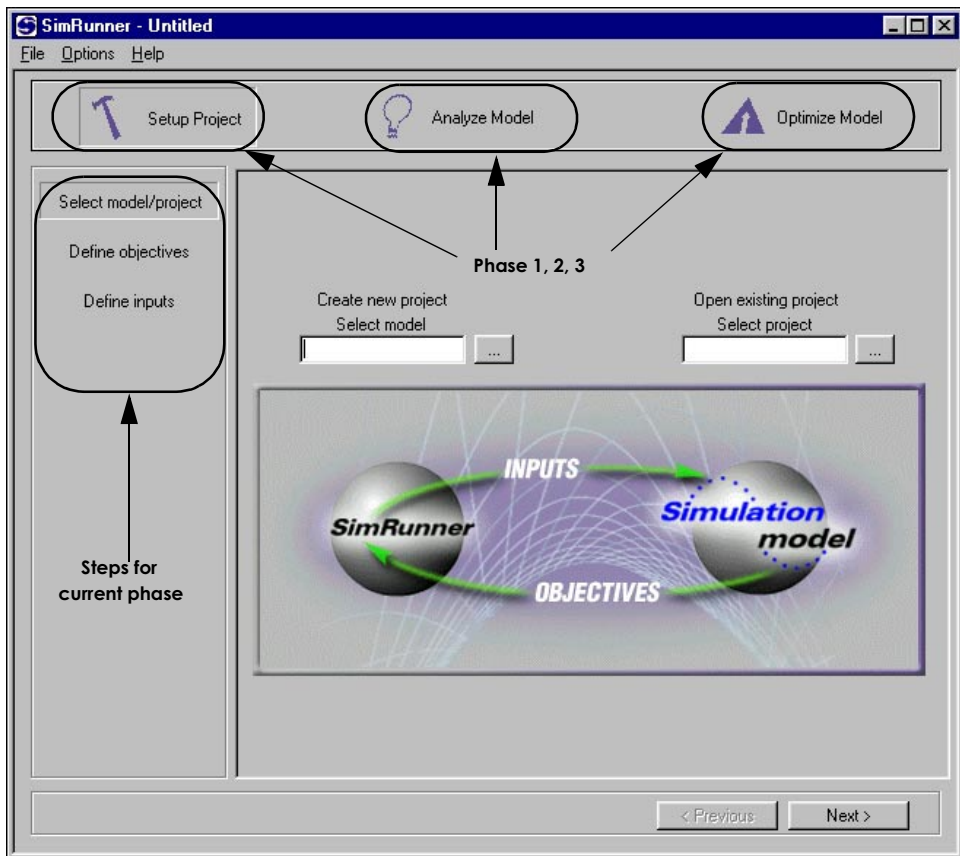 SimRunner - Untitled
File Options Help
Setup Project
Analyze Model
Optimize Model
Select model/project
Define objectives
Define inputs
Phase 1, 2, 3
Create new project
Select model
...
Open existing project
Select project
...
INPUTS
SimRunner
Simulation
model
OBJECTIVES
Steps for
current phase
< Previous
Next >